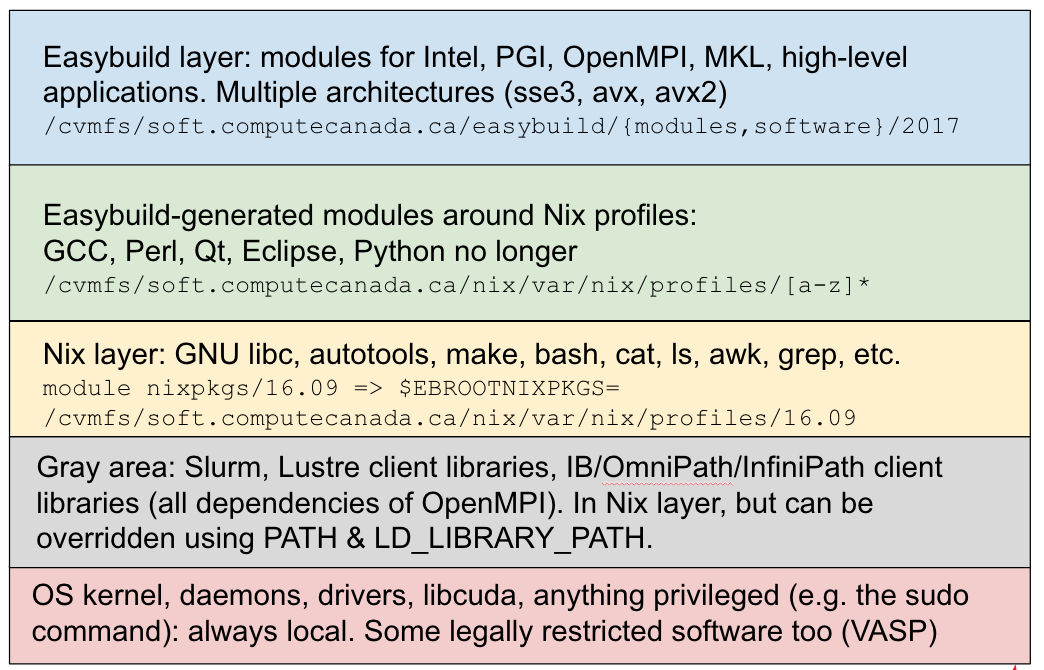 Easybuild layer: modules for Intel, PGI, OpenMPI, MKL, high-level
applications. Multiple architectures (sse3, avx, avx2)
/cvmfs/soft.computecanada.ca/easybuild/{modules,software}/2017
Easybuild-generated modules around Nix profiles:
GCC, Perl, Qt, Eclipse, Python no longer
/cvmfs/soft.computecanada.ca/nix/var/nix/profiles/[a-z]*
Nix layer: GNU libc, autotools, make, bash, cat, ls, awk, grep, etc.
module nixpkgs/16.09 => $EBROOTNIXPKGS=
/cvmfs/soft.computecanada.ca/nix/var/nix/profiles/16.09
Gray area: Slurm, Lustre client libraries, IB/OmniPath/InfiniPath client
libraries (all dependencies of OpenMPI). In Nix layer, but can be
overridden using PATH & LD_LIBRARY_PATH.
OS kernel, daemons, drivers, libcuda, anything privileged (e.g. the sudo
command): always local. Some legally restricted software too (VASP)